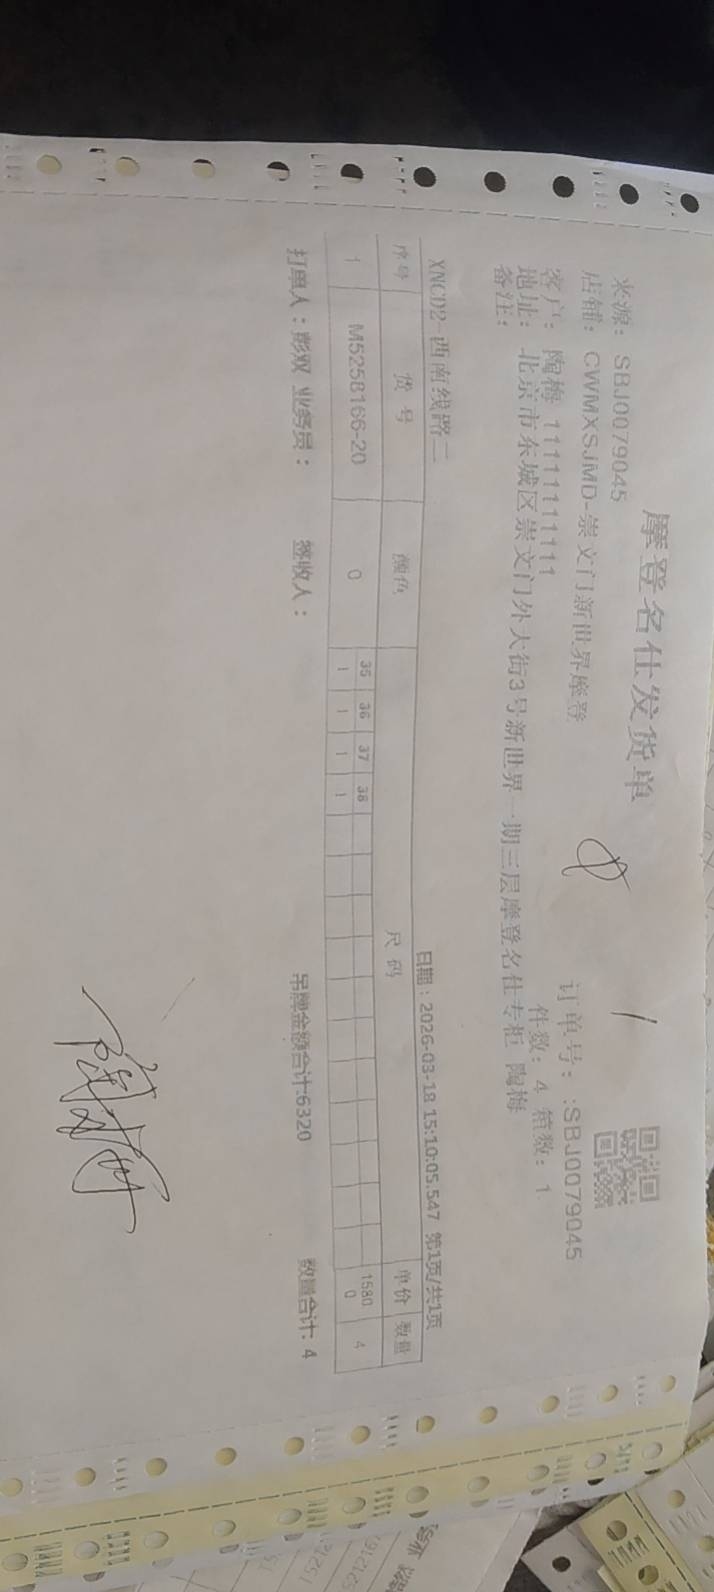 摩登名仕发货单
来源：SBJ0079045
订单号：:SBJ0079045
店铺：CWMXSJMD-崇文门新世界摩登
件数：4 箱数：1
客户：陶梅 11111111111
地址：北京市东城区崇文门外大街3号新世界一期三层摩登名仕专柜 陶梅
备注：
XNCD2-西南线路二
日期：2026-03-18 15:10:05.547 第1页/共1页
序号 货号 颜色 尺码 单价 数量
1 M5258166-20 0 35 36 37 38 1580 4
1 1 1 1 0
打单人：彭双 业务员： 签收人： 吊牌金额合计:6320 数量合计: 4
陶梅